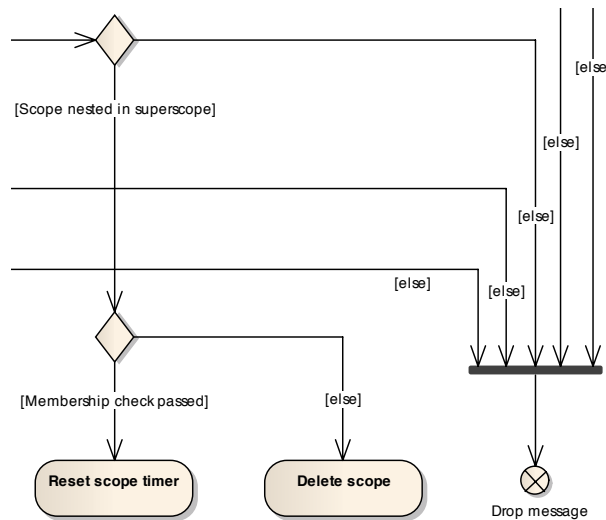 [else
[Scope nested in superscope]
[else]
[else]
[else]
[else]
[Membership check passed]
[else]
Reset scope timer
Delete scope
Drop message